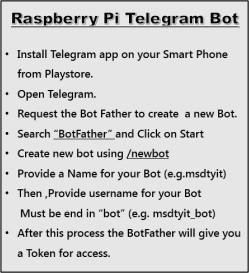 Raspberry Pi Telegram Bot
• Install Telegram app on your Smart Phone
from Playstore.
• Open Telegram.
• Request the Bot Father to create a new Bot.
• Search “BotFather” and Click on Start
• Create new bot using /newbot
• Provide a Name for your Bot (e.g.msdtyit)
• Then ,Provide username for your Bot
Must be end in “bot” (e.g. msdtyit_bot)
• After this process the BotFather will give you
a Token for access.